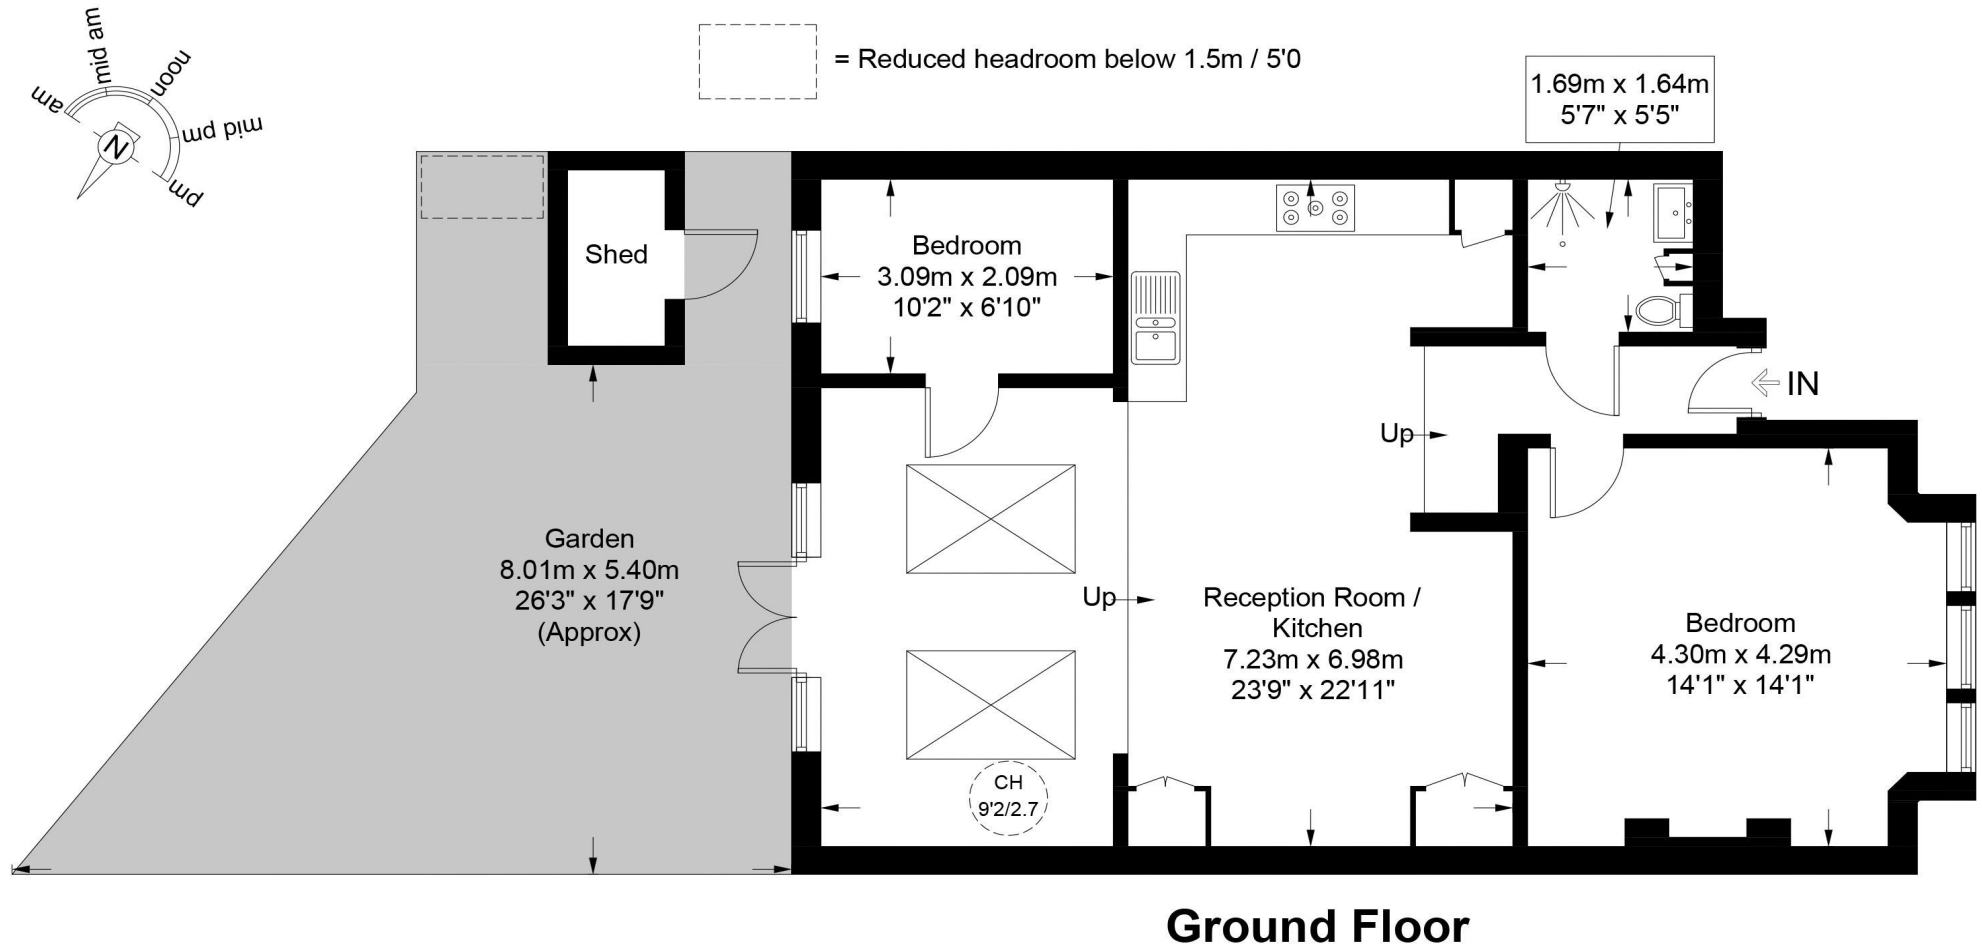 am
mid am
noon
mid pm
pm
N
= Reduced headroom below 1.5m / 5'0
1.69m x 1.64m
5'7" x 5'5"
Shed
Bedroom
3.09m x 2.09m
10'2" x 6'10"
IN
Up
Garden
8.01m x 5.40m
26'3" x 17'9"
(Approx)
Up
Reception Room /
Kitchen
7.23m x 6.98m
23'9" x 22'11"
Bedroom
4.30m x 4.29m
14'1" x 14'1"
CH
9'2/2.7
Ground Floor